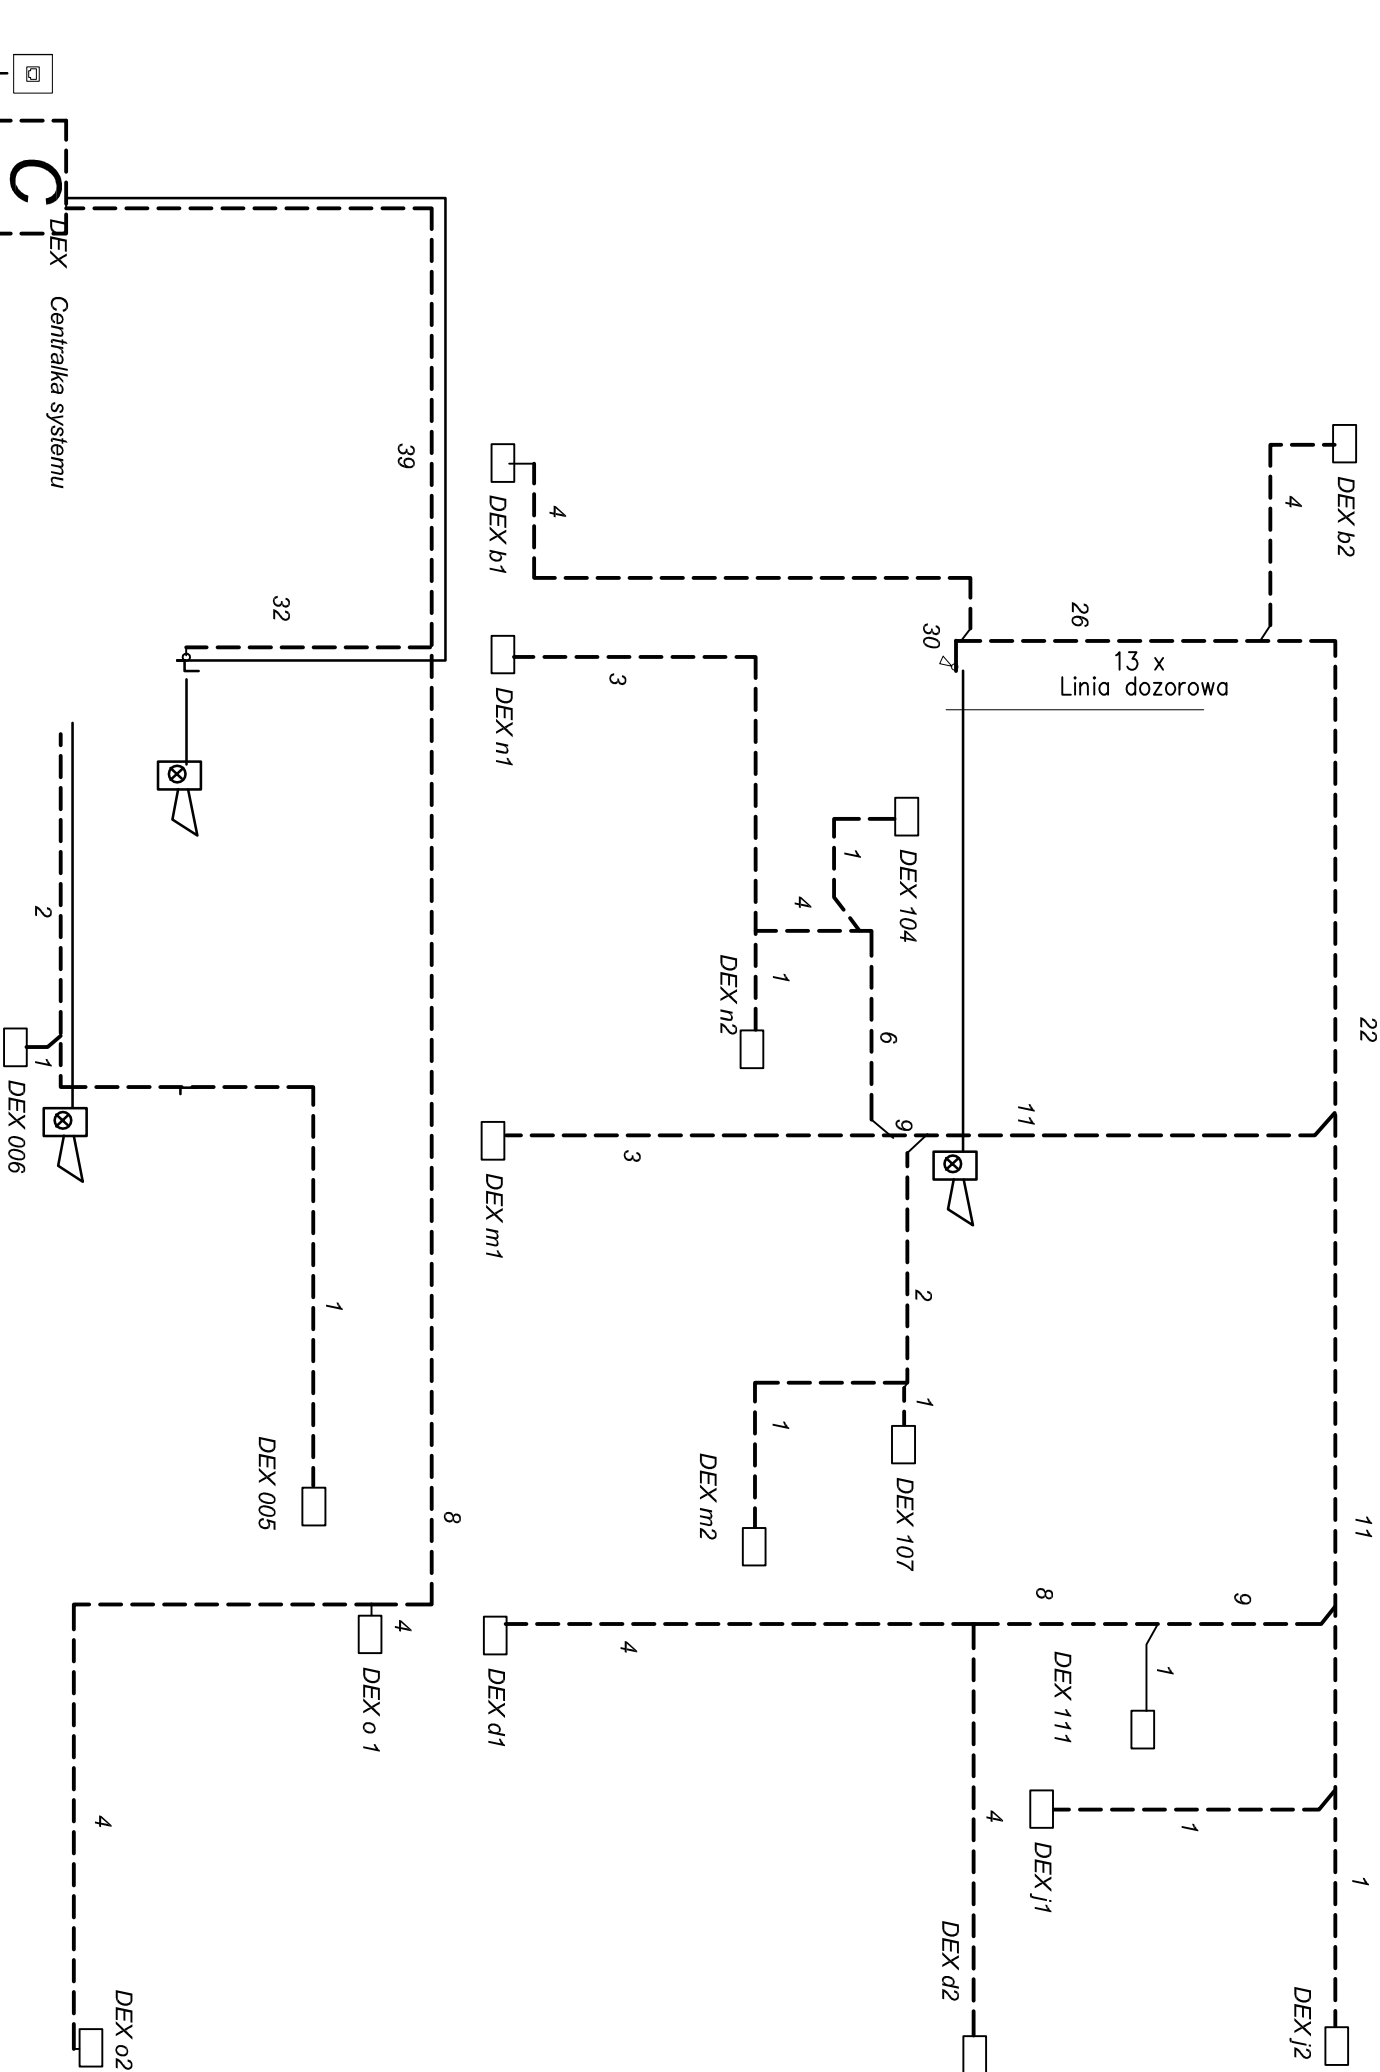 C
DEX Centralka systemu
39
32
2
1
DEX 006
1
DEX 005
8
4
DEX o 1
4
DEX o2
DEX b1
4
DEX b2
4
26
30
13 x
Linia dozorowa
22
DEX n1
3
DEX 104
1
4
DEX n2
1
6
9
11
DEX m1
3
2
1
DEX 107
1
DEX m2
11
DEX d1
4
8
9
DEX 111
1
4
DEX d2
DEX j1
1
1
DEX j2